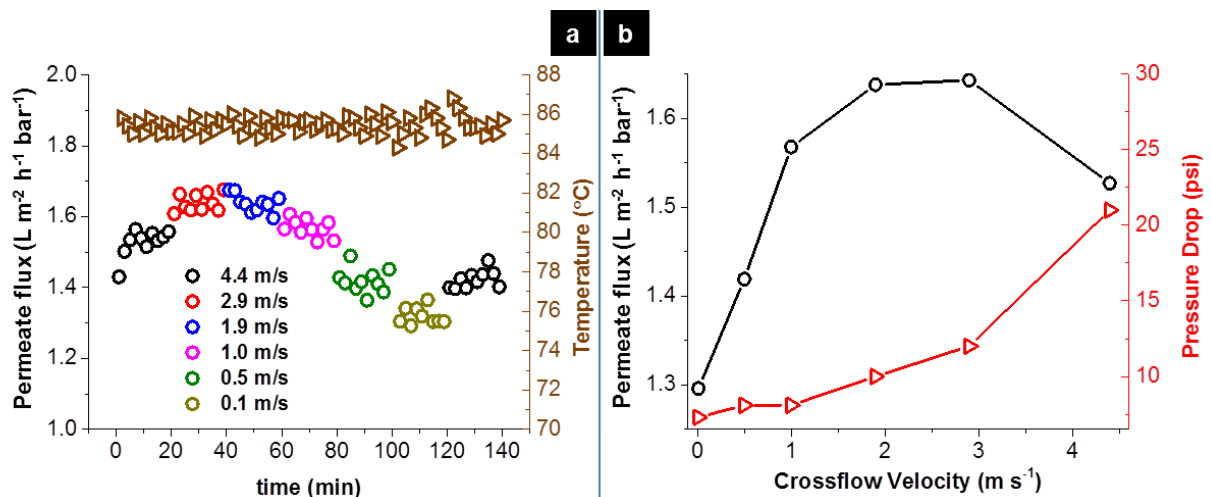 a
b
Permeate flux (L m⁻² h⁻¹ bar⁻¹)
2.0
1.8
1.6
1.4
1.2
1.0
4.4 m/s
2.9 m/s
1.9 m/s
1.0 m/s
0.5 m/s
0.1 m/s
0 20 40 60 80 100 120 140
time (min)
88
86
84
82
80
78
76
74
72
70
Temperature (°C)
Permeate flux (L m⁻² h⁻¹ bar⁻¹)
1.6
1.5
1.4
1.3
0 1 2 3 4
Crossflow Velocity (m s⁻¹)
30
25
20
15
10
Pressure Drop (psi)